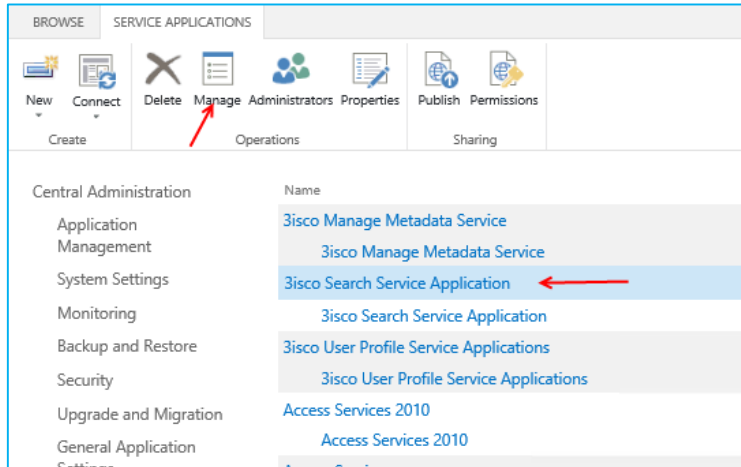 BROWSE SERVICE APPLICATIONS
New Connect Delete Manage Administrators Properties Publish Permissions
Create Operations Sharing
Central Administration
Application
Management
System Settings
Monitoring
Backup and Restore
Security
Upgrade and Migration
General Application
Name
3isco Manage Metadata Service
3isco Manage Metadata Service
3isco Search Service Application
3isco Search Service Application
3isco User Profile Service Applications
3isco User Profile Service Applications
Access Services 2010
Access Services 2010